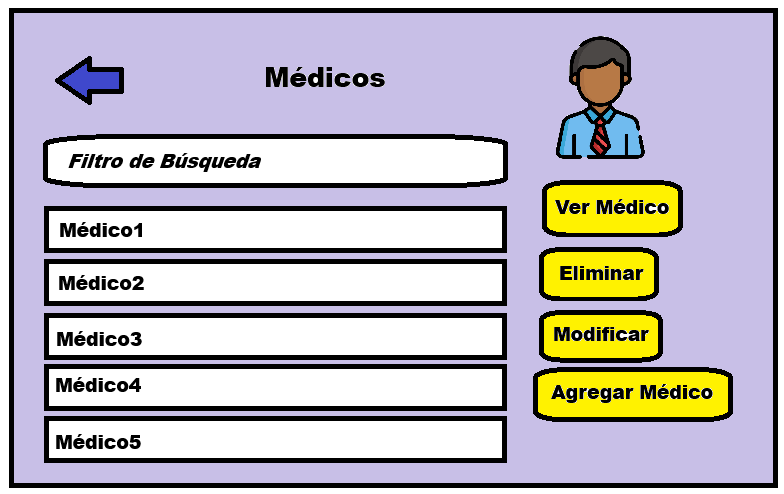 Médicos
Filtro de Búsqueda
Médico1
Médico2
Médico3
Médico4
Médico5
Ver Médico
Eliminar
Modificar
Agregar Médico